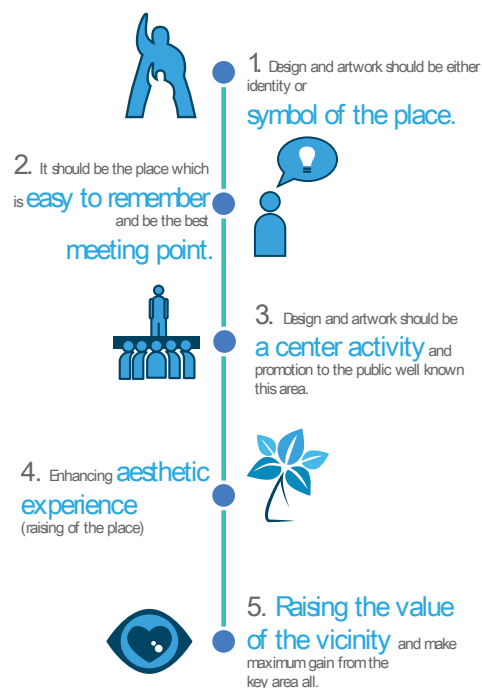 1. Design and artwork should be either
identity or
symbol of the place.
2. It should be the place which
is easy to remember
and be the best
meeting point.
3. Design and artwork should be
a center activity and
promotion to the public well known
this area.
4. Enhancing aesthetic
experience
(raising of the place)
5. Raising the value
of the vicinity and make
maximum gain from the
key area all.